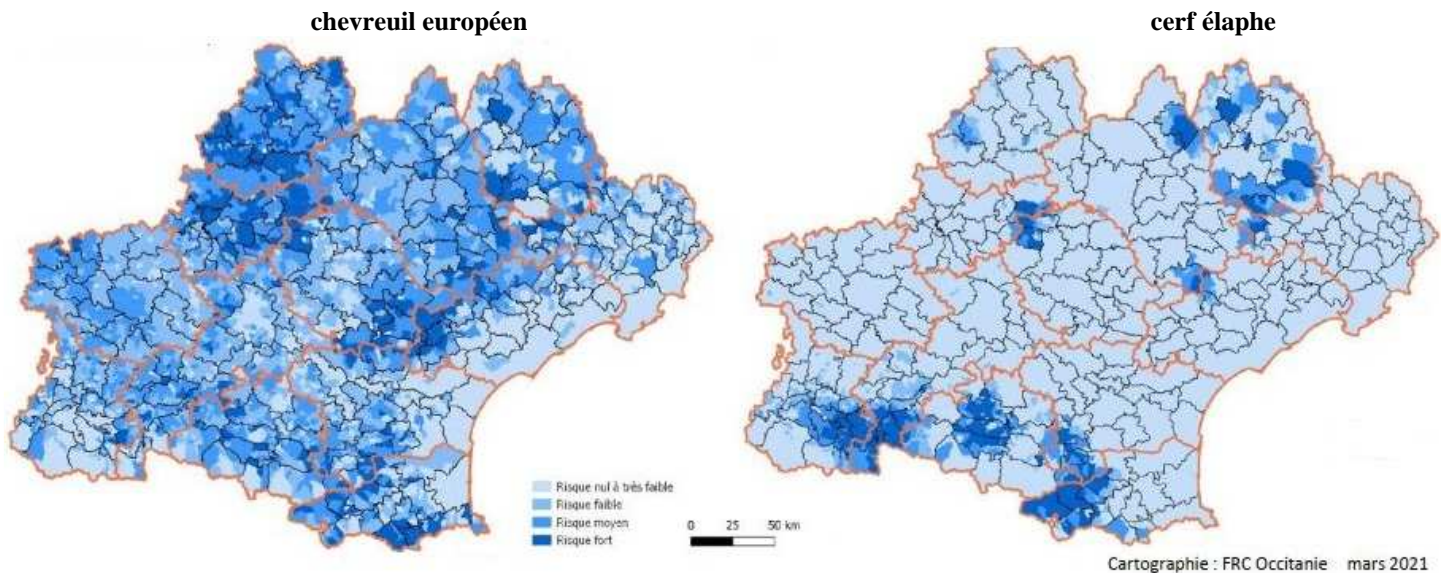 chevreuil européen
cerf élaphe
Risque nul à très faible
Risque faible
Risque moyen
Risque fort
0 25 50 km
Cartographie : FRC Occitanie mars 2021